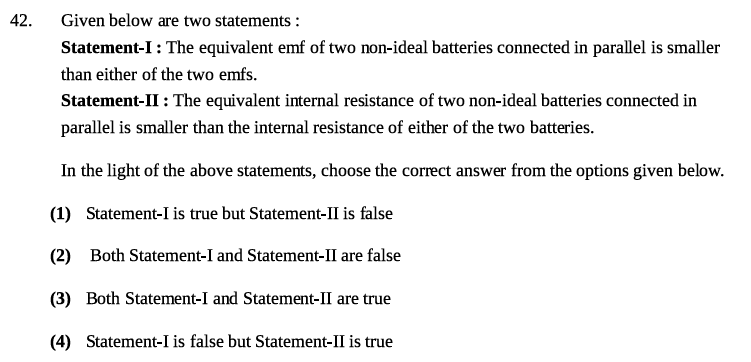 42. Given below are two statements :
Statement-I : The equivalent emf of two non-ideal batteries connected in parallel is smaller
than either of the two emfs.
Statement-II : The equivalent internal resistance of two non-ideal batteries connected in
parallel is smaller than the internal resistance of either of the two batteries.
In the light of the above statements, choose the correct answer from the options given below.
(1) Statement-I is true but Statement-II is false
(2) Both Statement-I and Statement-II are false
(3) Both Statement-I and Statement-II are true
(4) Statement-I is false but Statement-II is true